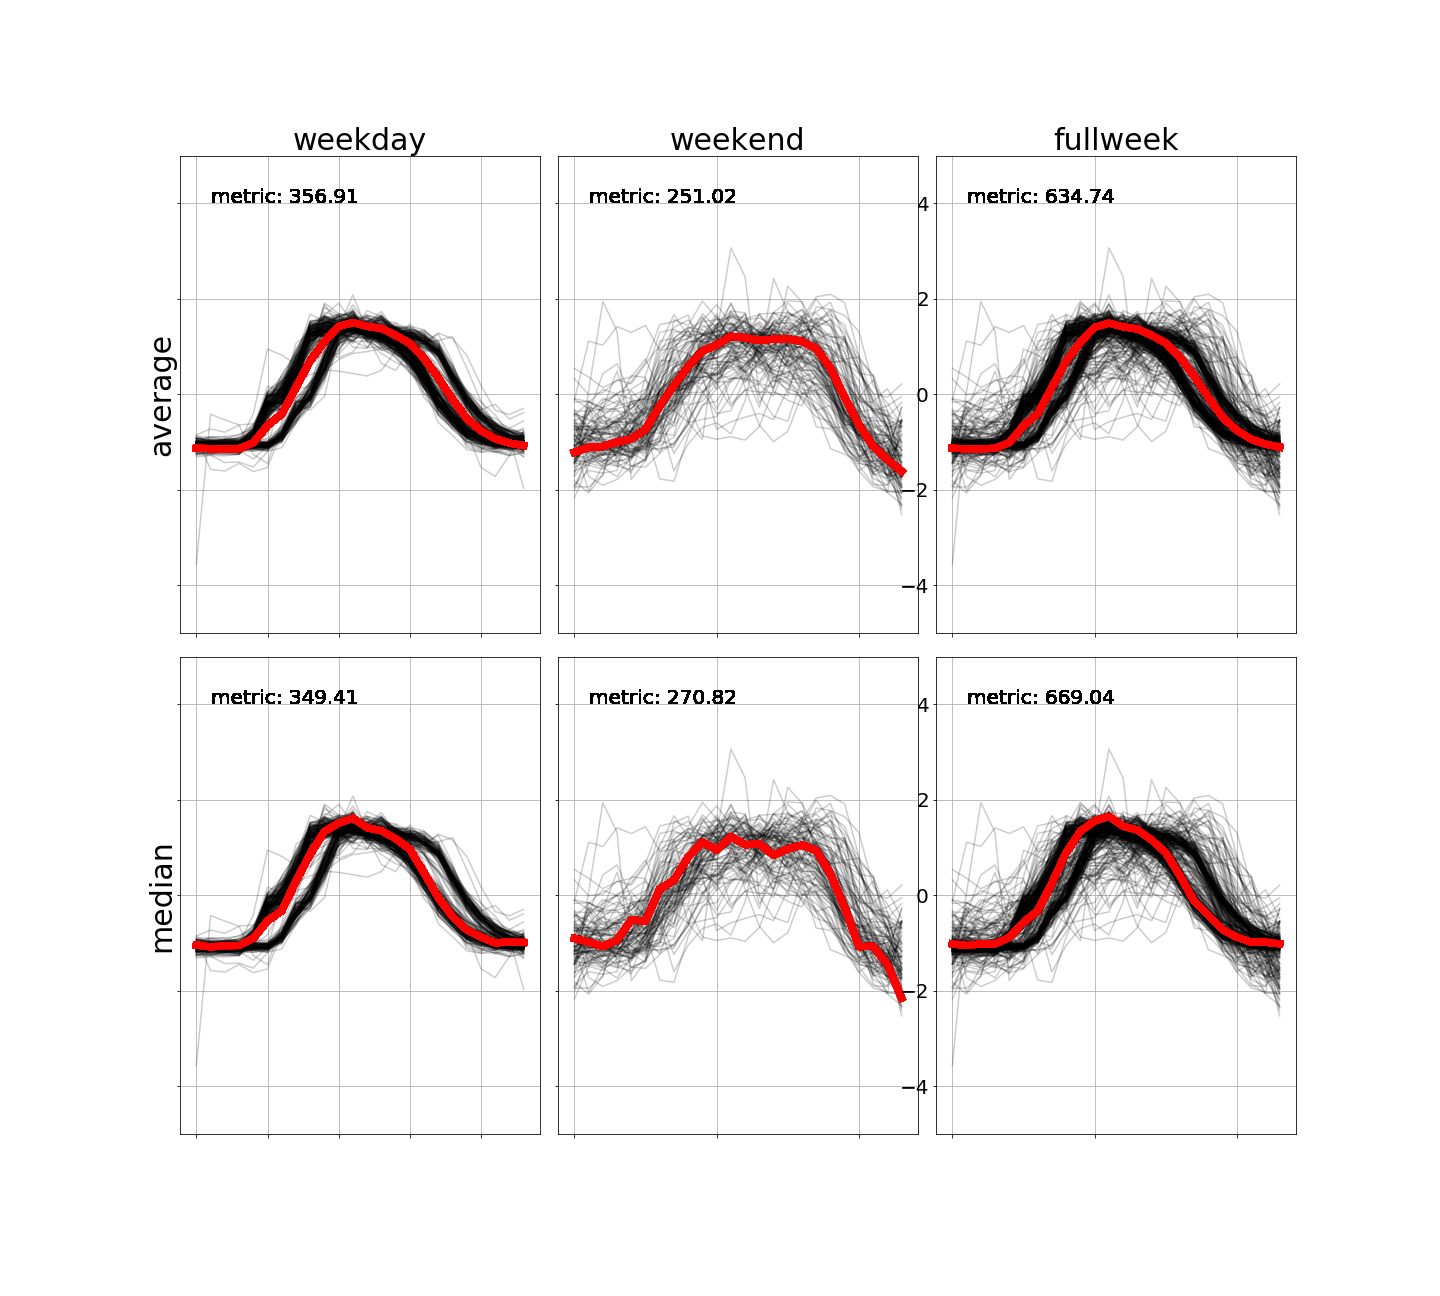 weekday
weekend
fullweek
average
metric: 356.91
metric: 251.02
metric: 634.74
4
2
0
−2
−4
median
metric: 349.41
metric: 270.82
metric: 669.04
4
2
0
−2
−4